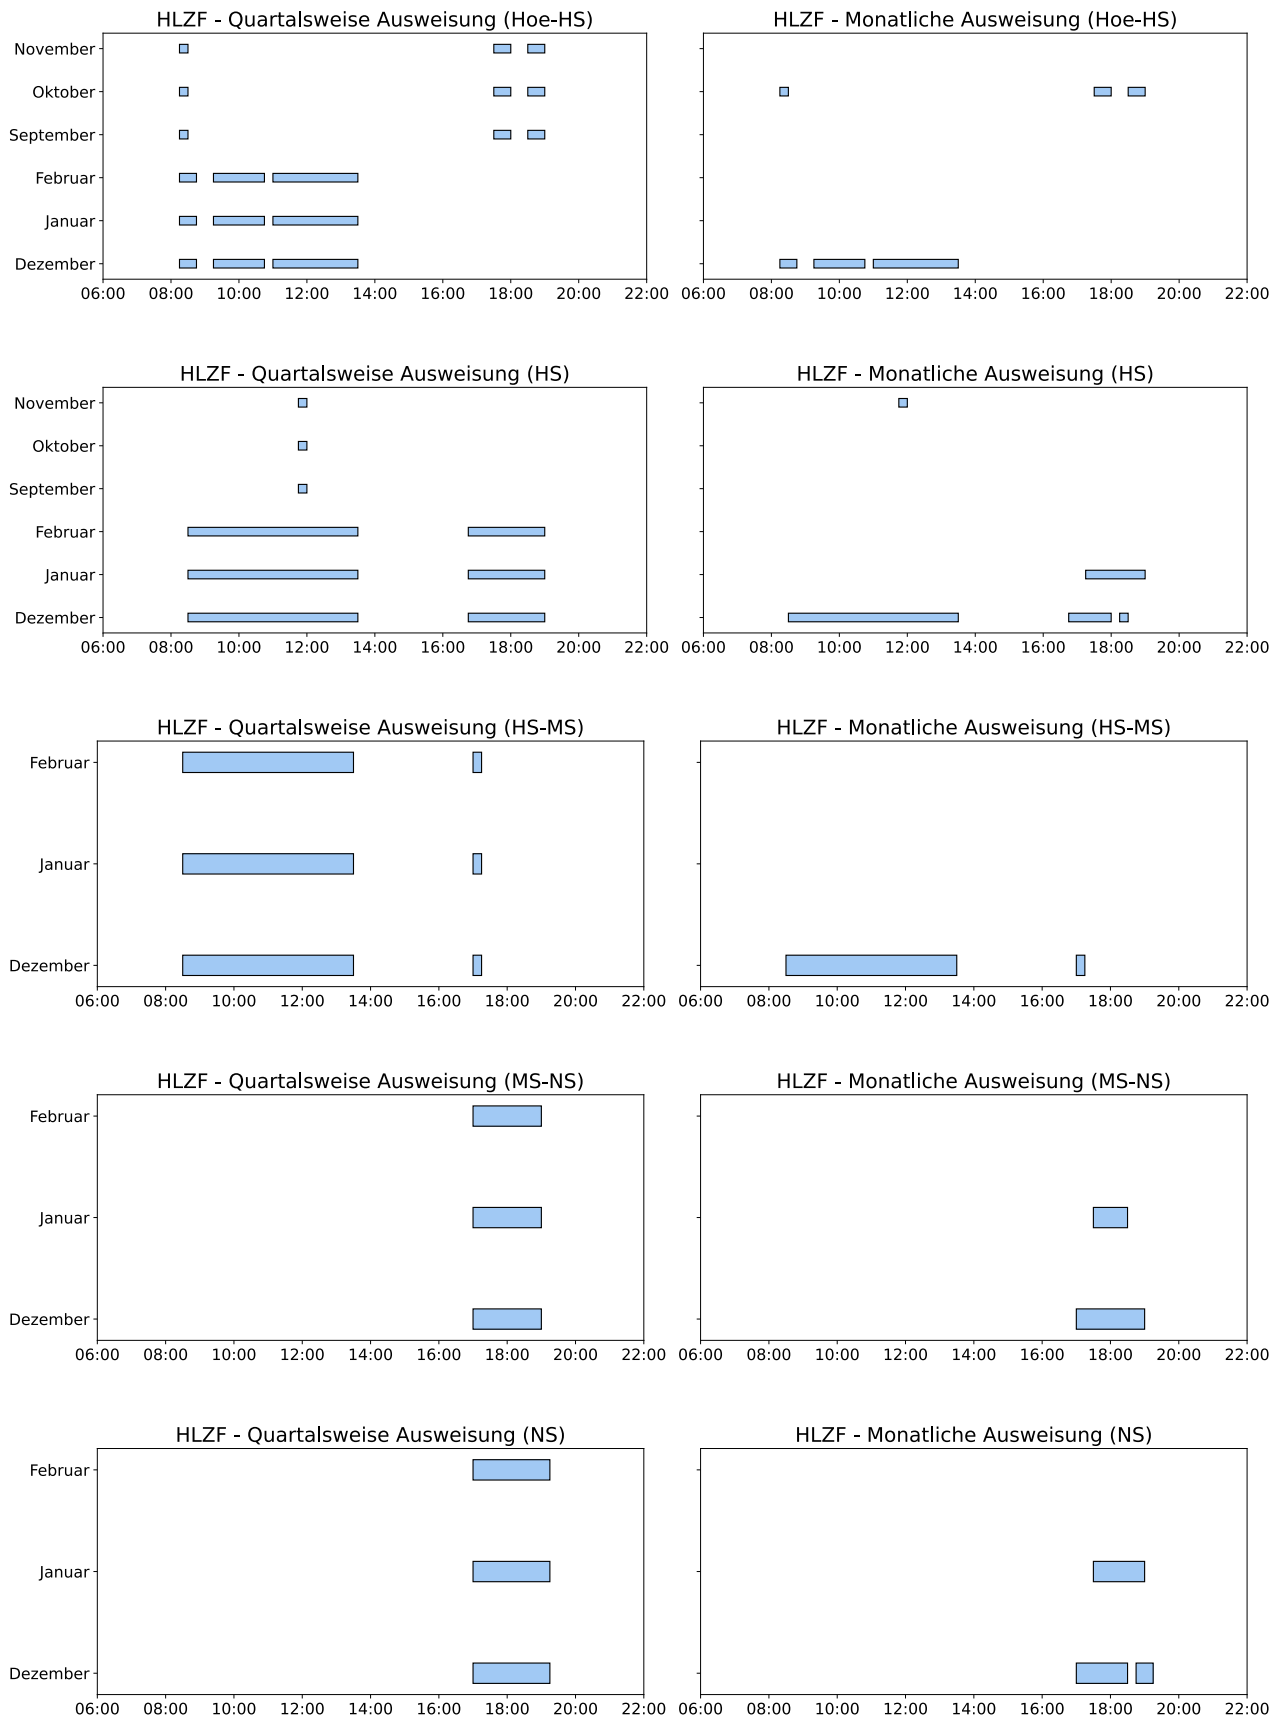 HLZF - Quartalsweise Ausweisung (Hoe-HS)
November
Oktober
September
Februar
Januar
Dezember
06:00 08:00 10:00 12:00 14:00 16:00 18:00 20:00 22:00
HLZF - Monatliche Ausweisung (Hoe-HS)
06:00 08:00 10:00 12:00 14:00 16:00 18:00 20:00 22:00
HLZF - Quartalsweise Ausweisung (HS)
November
Oktober
September
Februar
Januar
Dezember
06:00 08:00 10:00 12:00 14:00 16:00 18:00 20:00 22:00
HLZF - Monatliche Ausweisung (HS)
06:00 08:00 10:00 12:00 14:00 16:00 18:00 20:00 22:00
HLZF - Quartalsweise Ausweisung (HS-MS)
Februar
Januar
Dezember
06:00 08:00 10:00 12:00 14:00 16:00 18:00 20:00 22:00
HLZF - Monatliche Ausweisung (HS-MS)
06:00 08:00 10:00 12:00 14:00 16:00 18:00 20:00 22:00
HLZF - Quartalsweise Ausweisung (MS-NS)
Februar
Januar
Dezember
06:00 08:00 10:00 12:00 14:00 16:00 18:00 20:00 22:00
HLZF - Monatliche Ausweisung (MS-NS)
06:00 08:00 10:00 12:00 14:00 16:00 18:00 20:00 22:00
HLZF - Quartalsweise Ausweisung (NS)
Februar
Januar
Dezember
06:00 08:00 10:00 12:00 14:00 16:00 18:00 20:00 22:00
HLZF - Monatliche Ausweisung (NS)
06:00 08:00 10:00 12:00 14:00 16:00 18:00 20:00 22:00